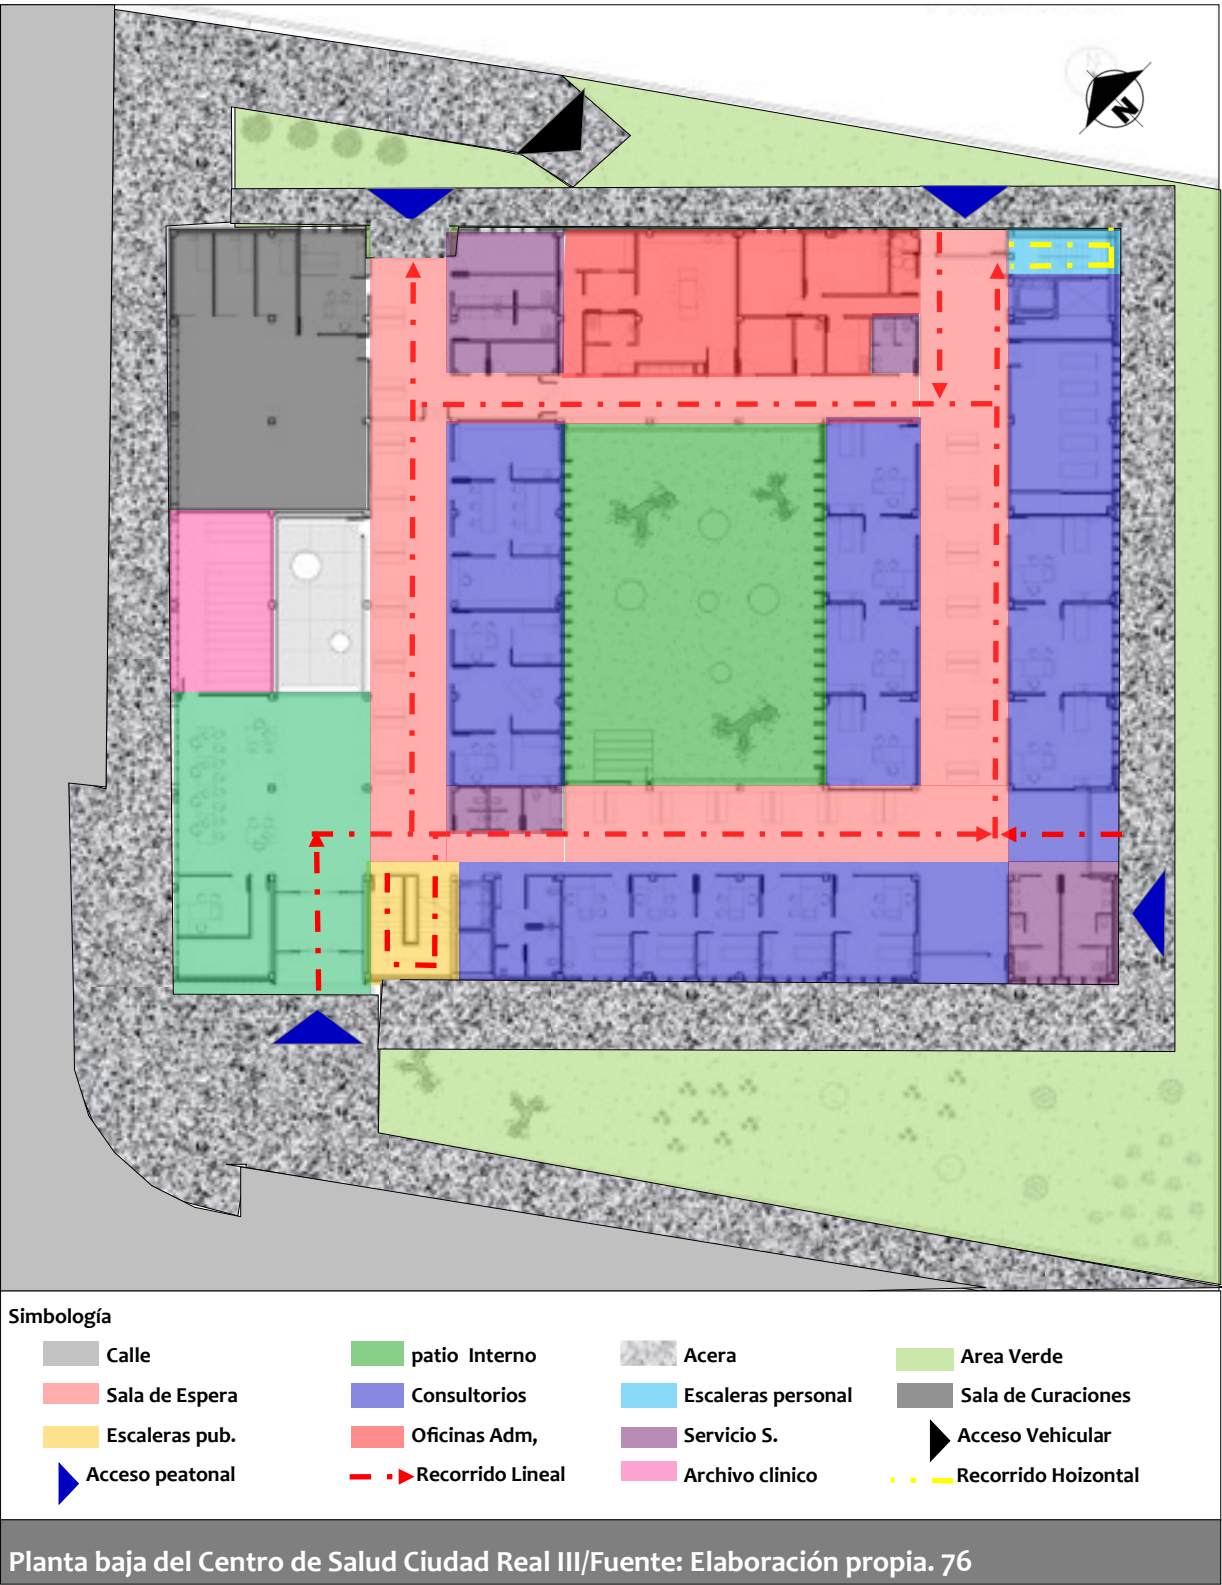 N
Simbología
Calle
patio Interno
Acera
Area Verde
Sala de Espera
Consultorios
Escaleras personal
Sala de Curaciones
Escaleras pub.
Oficinas Adm,
Servicio S.
Acceso Vehicular
Acceso peatonal
Recorrido Lineal
Archivo clinico
Recorrido Hoizontal
Planta baja del Centro de Salud Ciudad Real III/Fuente: Elaboración propia. 76